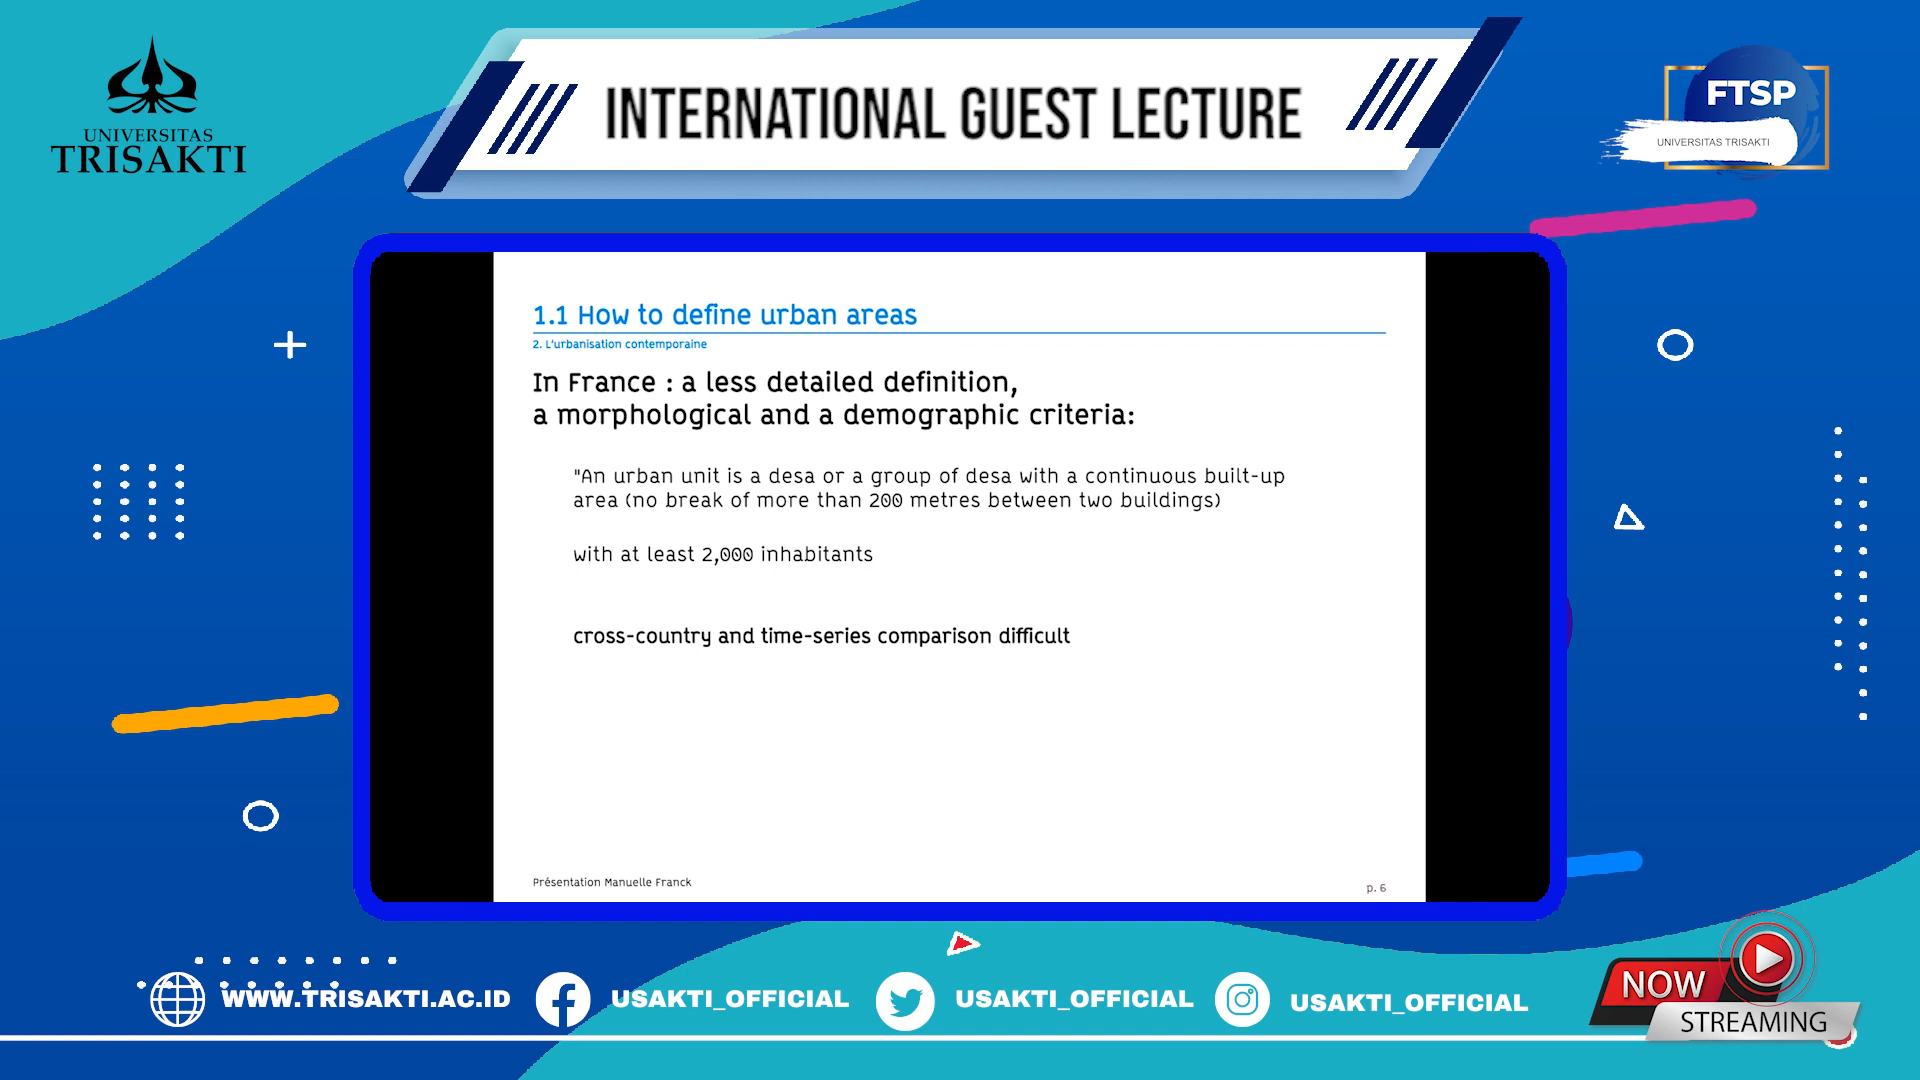 UNIVERSITAS
TRISAKTI
INTERNATIONAL GUEST LECTURE
FTSP
UNIVERSITAS TRISAKTI
1.1 How to define urban areas
2. L'urbanisation contemporaine
In France : a less detailed definition,
a morphological and a demographic criteria:
"An urban unit is a desa or a group of desa with a continuous built-up
area (no break of more than 200 metres between two buildings)
with at least 2,000 inhabitants
cross-country and time-series comparison difficult
Présentation Manuelle Franck
p. 6
WWW.TRISAKTI.AC.ID
USAKTI_OFFICIAL
USAKTI_OFFICIAL
USAKTI_OFFICIAL
NOW
STREAMING